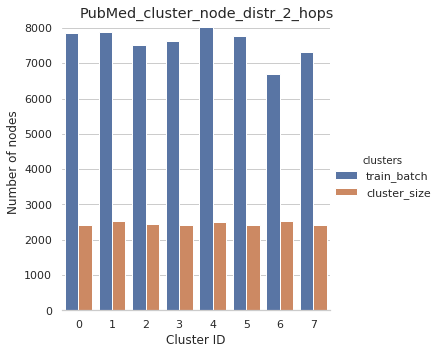 PubMed_cluster_node_distr_2_hops
Number of nodes
8000
7000
6000
5000
4000
3000
2000
1000
0
0 1 2 3 4 5 6 7
Cluster ID
clusters
train_batch
cluster_size